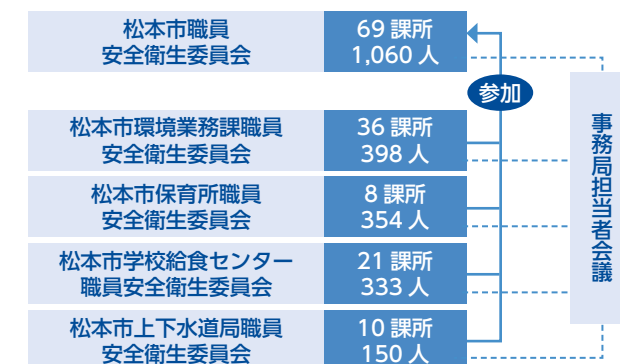 松本市職員
安全衛生委員会
69 課所
1,060 人
参加
松本市環境業務課職員
安全衛生委員会
36 課所
398 人
松本市保育所職員
安全衛生委員会
8 課所
354 人
松本市学校給食センター
職員安全衛生委員会
21 課所
333 人
松本市上下水道局職員
安全衛生委員会
10 課所
150 人
事務局担当者会議